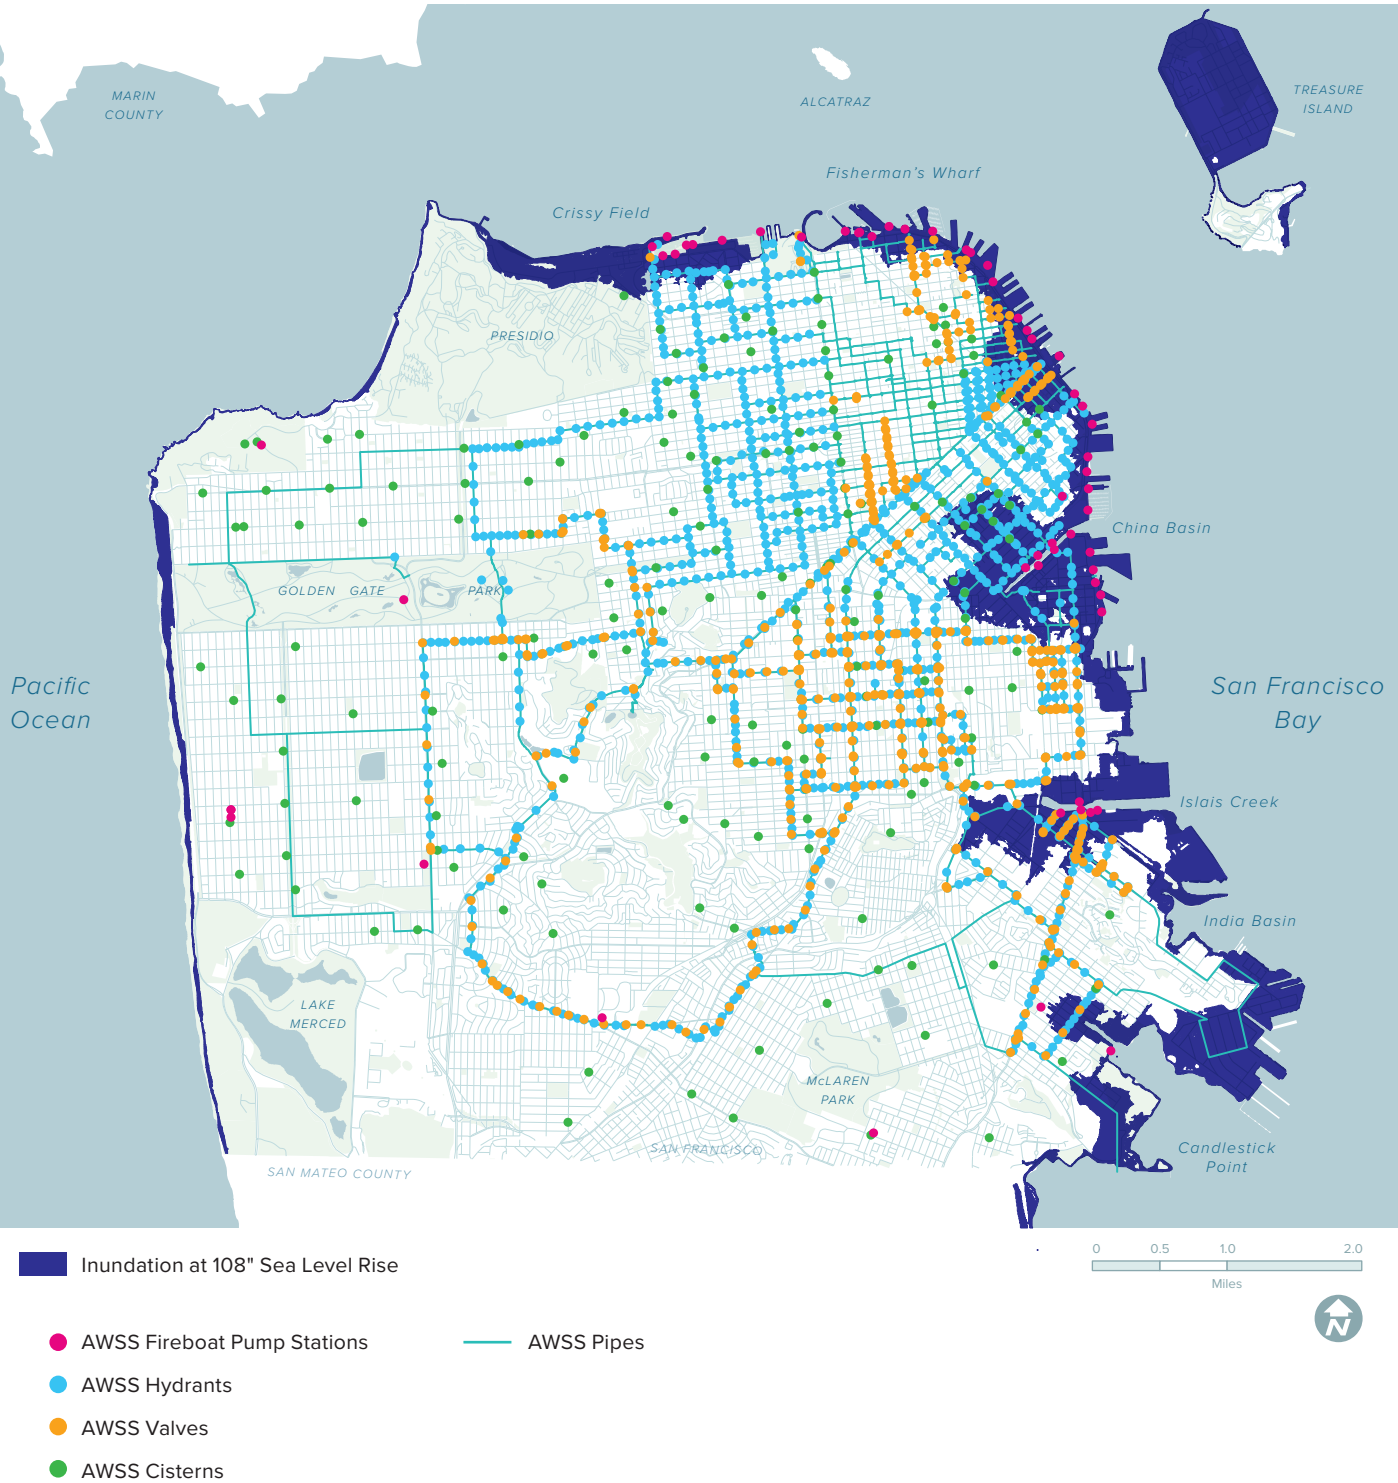 MARIN
COUNTY
ALCATRAZ
TREASURE
ISLAND
Fisherman's Wharf
Crissy Field
PRESIDIO
China Basin
GOLDEN GATE PARK
Pacific
Ocean
San Francisco
Bay
Islais Creek
India Basin
LAKE
MERCED
McLAREN
PARK
SAN FRANCISCO
SAN MATEO COUNTY
Candlestick
Point
Inundation at 108" Sea Level Rise
0 0.5 1.0 2.0
Miles
N
AWSS Fireboat Pump Stations
AWSS Pipes
AWSS Hydrants
AWSS Valves
AWSS Cisterns